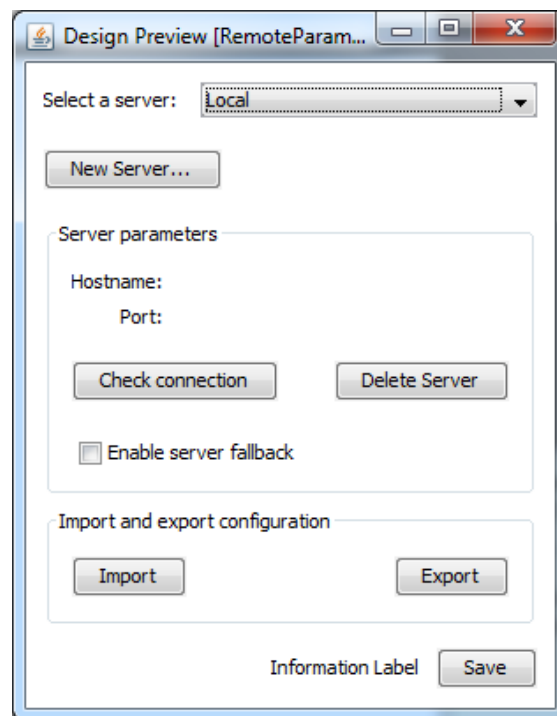 Design Preview [RemoteParam...
Select a server: Local
New Server...
Server parameters
Hostname:
Port:
Check connection Delete Server
Enable server fallback
Import and export configuration
Import Export
Information Label Save